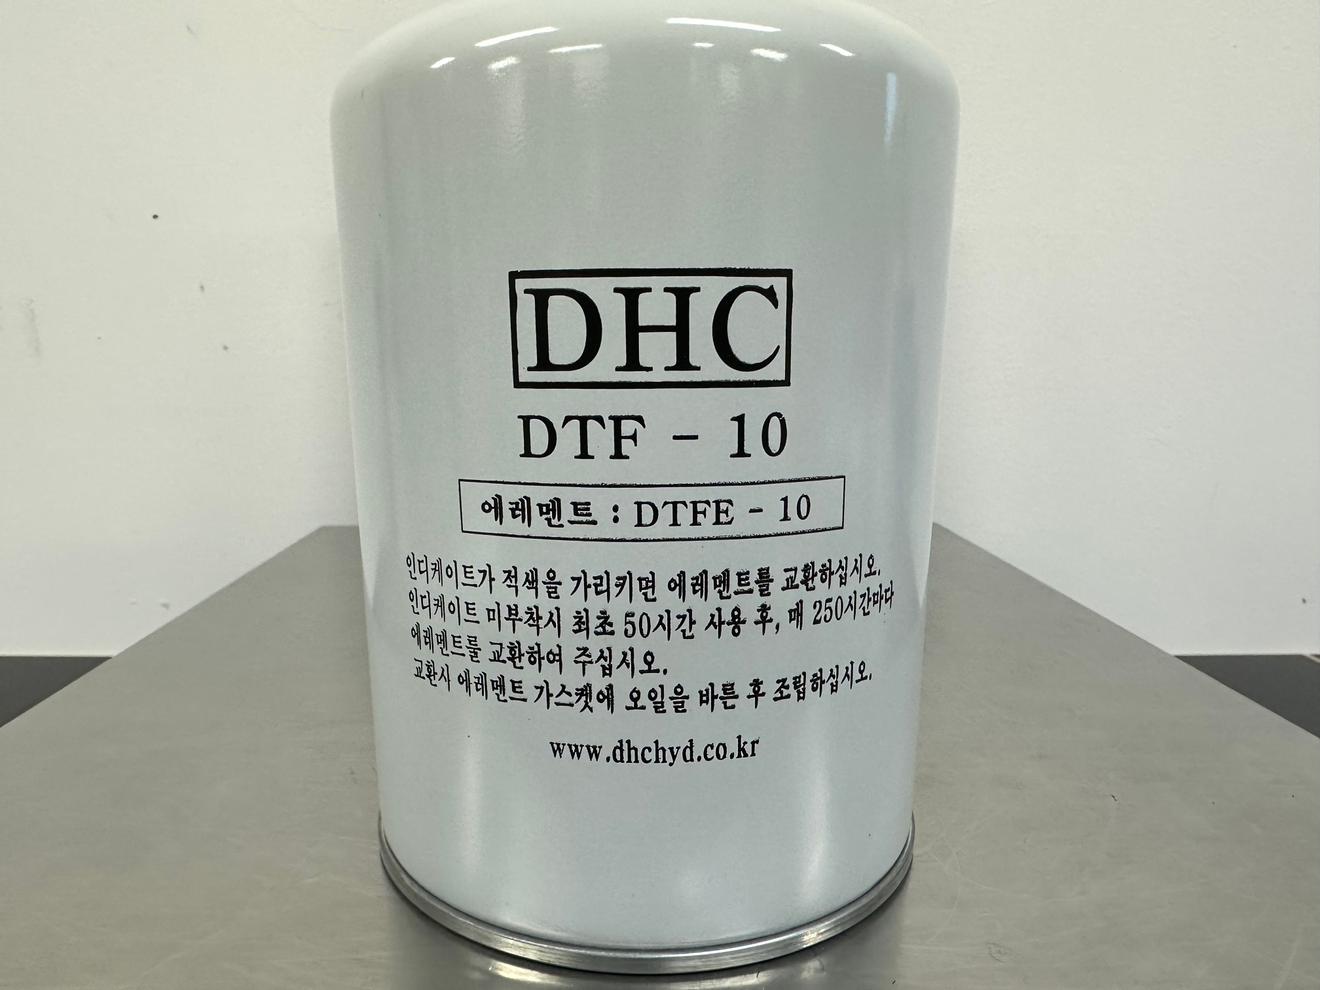 DHC
DTF - 10
에레멘트 : DTFE - 10
인디케이트가 적색을 가리키면 에레멘트를 교환하십시오.
인디케이트 미부착시 최초 50시간 사용 후, 매 250시간마다
에레멘트를 교환하여 주십시오.
교환시 에레멘트 가스켓에 오일을 바른 후 조립하십시오.
www.dhchyd.co.kr